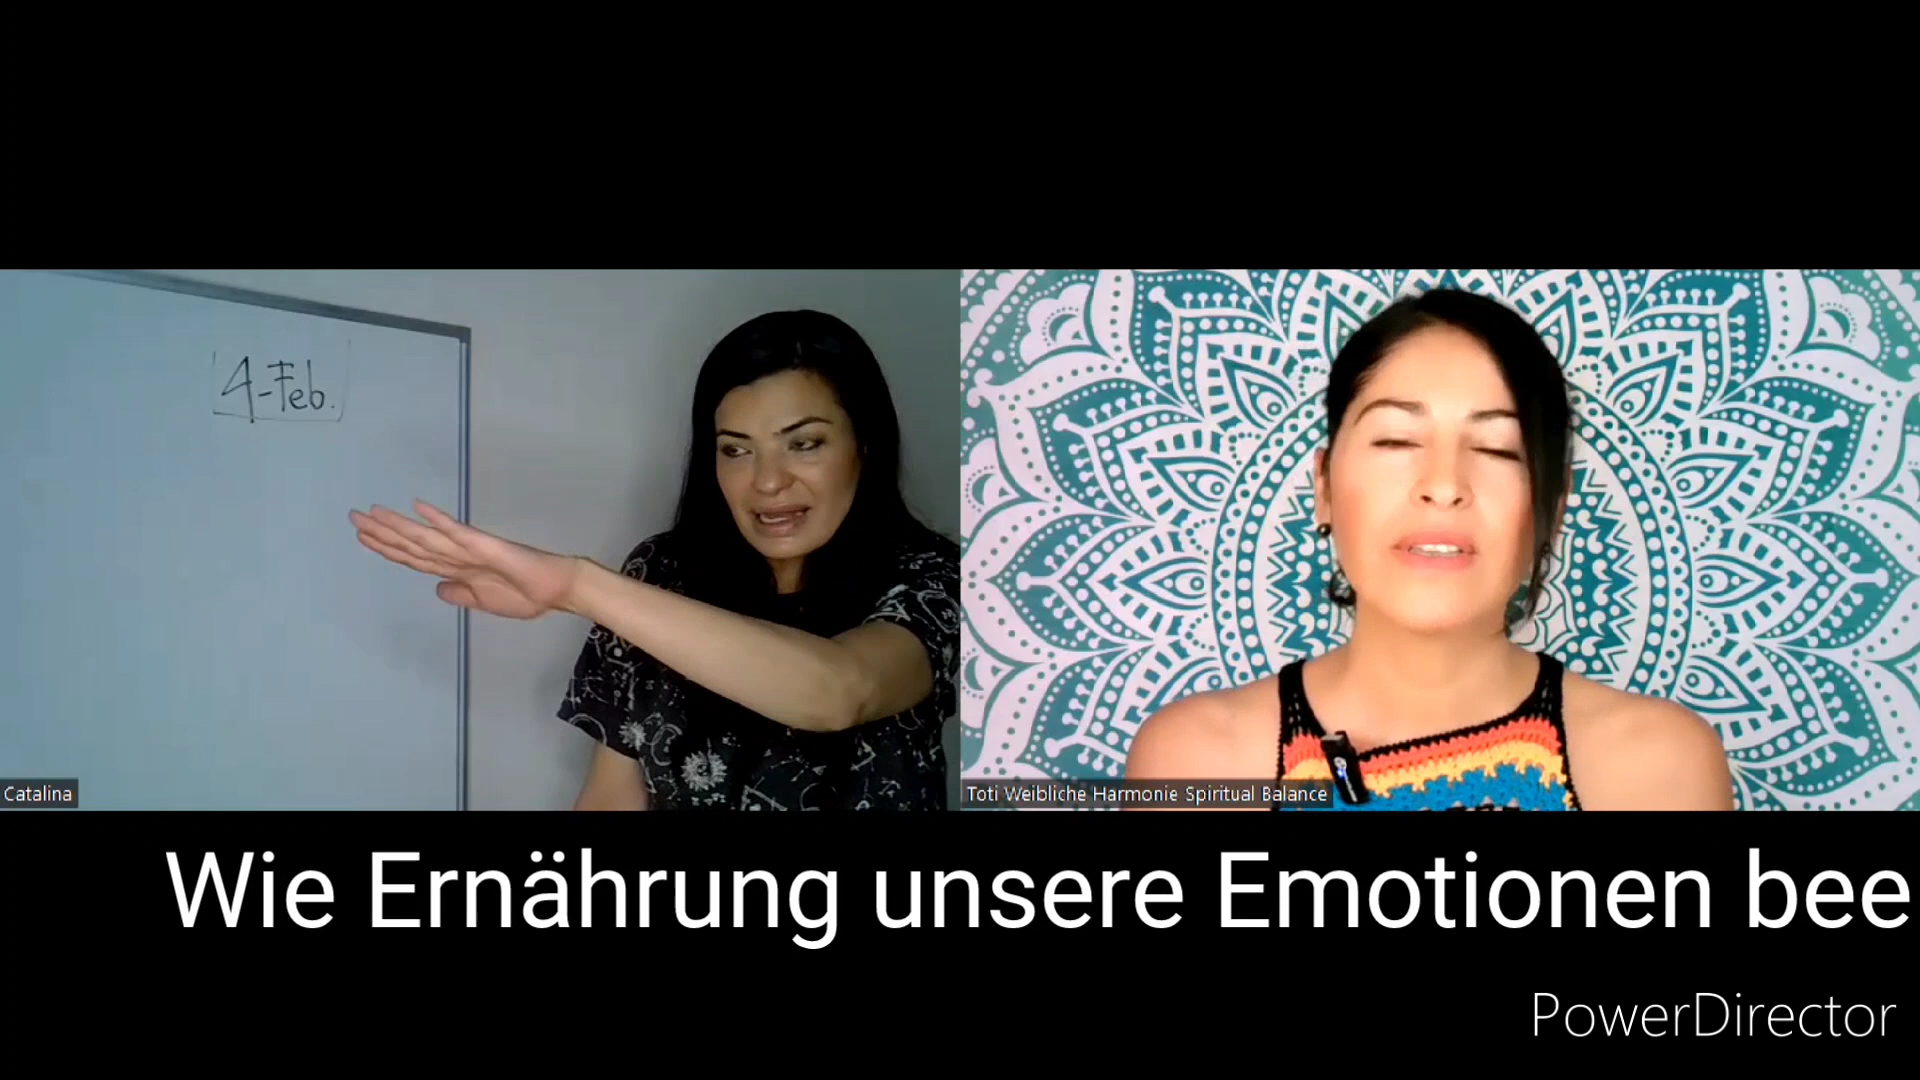 4-Feb.
Catalina
Toti Weibliche Harmonie Spiritual Balance
Wie Ernährung unsere Emotionen bee
PowerDirector